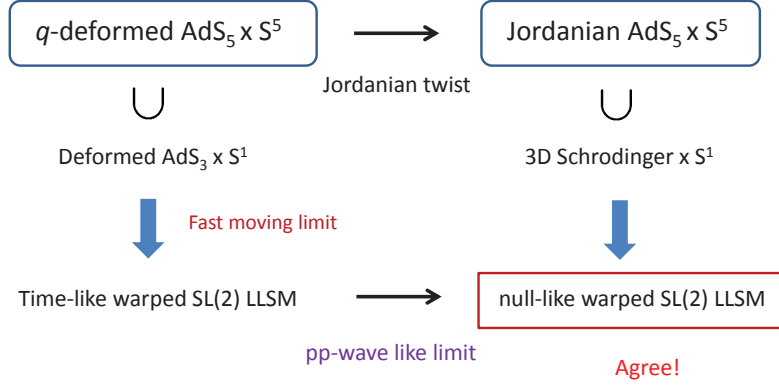 q-deformed AdS₅ x S⁵
Jordanian AdS₅ x S⁵
Jordanian twist
Deformed AdS₃ x S¹
3D Schrodinger x S¹
Fast moving limit
Time-like warped SL(2) LLSM
null-like warped SL(2) LLSM
pp-wave like limit
Agree!